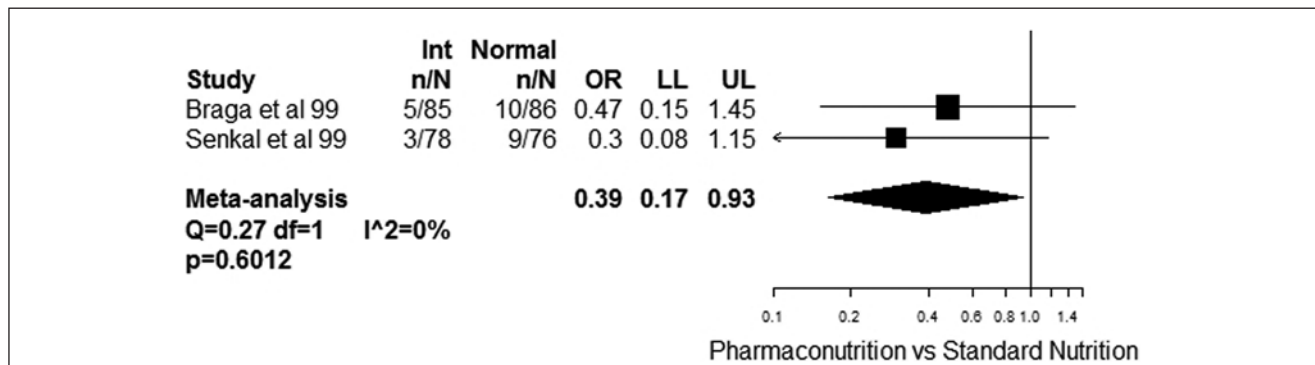 Int Normal
Study n/N n/N OR LL UL
Braga et al 99 5/85 10/86 0.47 0.15 1.45
Senkal et al 99 3/78 9/76 0.3 0.08 1.15
Meta-analysis 0.39 0.17 0.93
Q=0.27 df=1 I^2=0%
p=0.6012
0.1 0.2 0.4 0.6 0.8 1.0 1.4
Pharmaconutrition vs Standard Nutrition